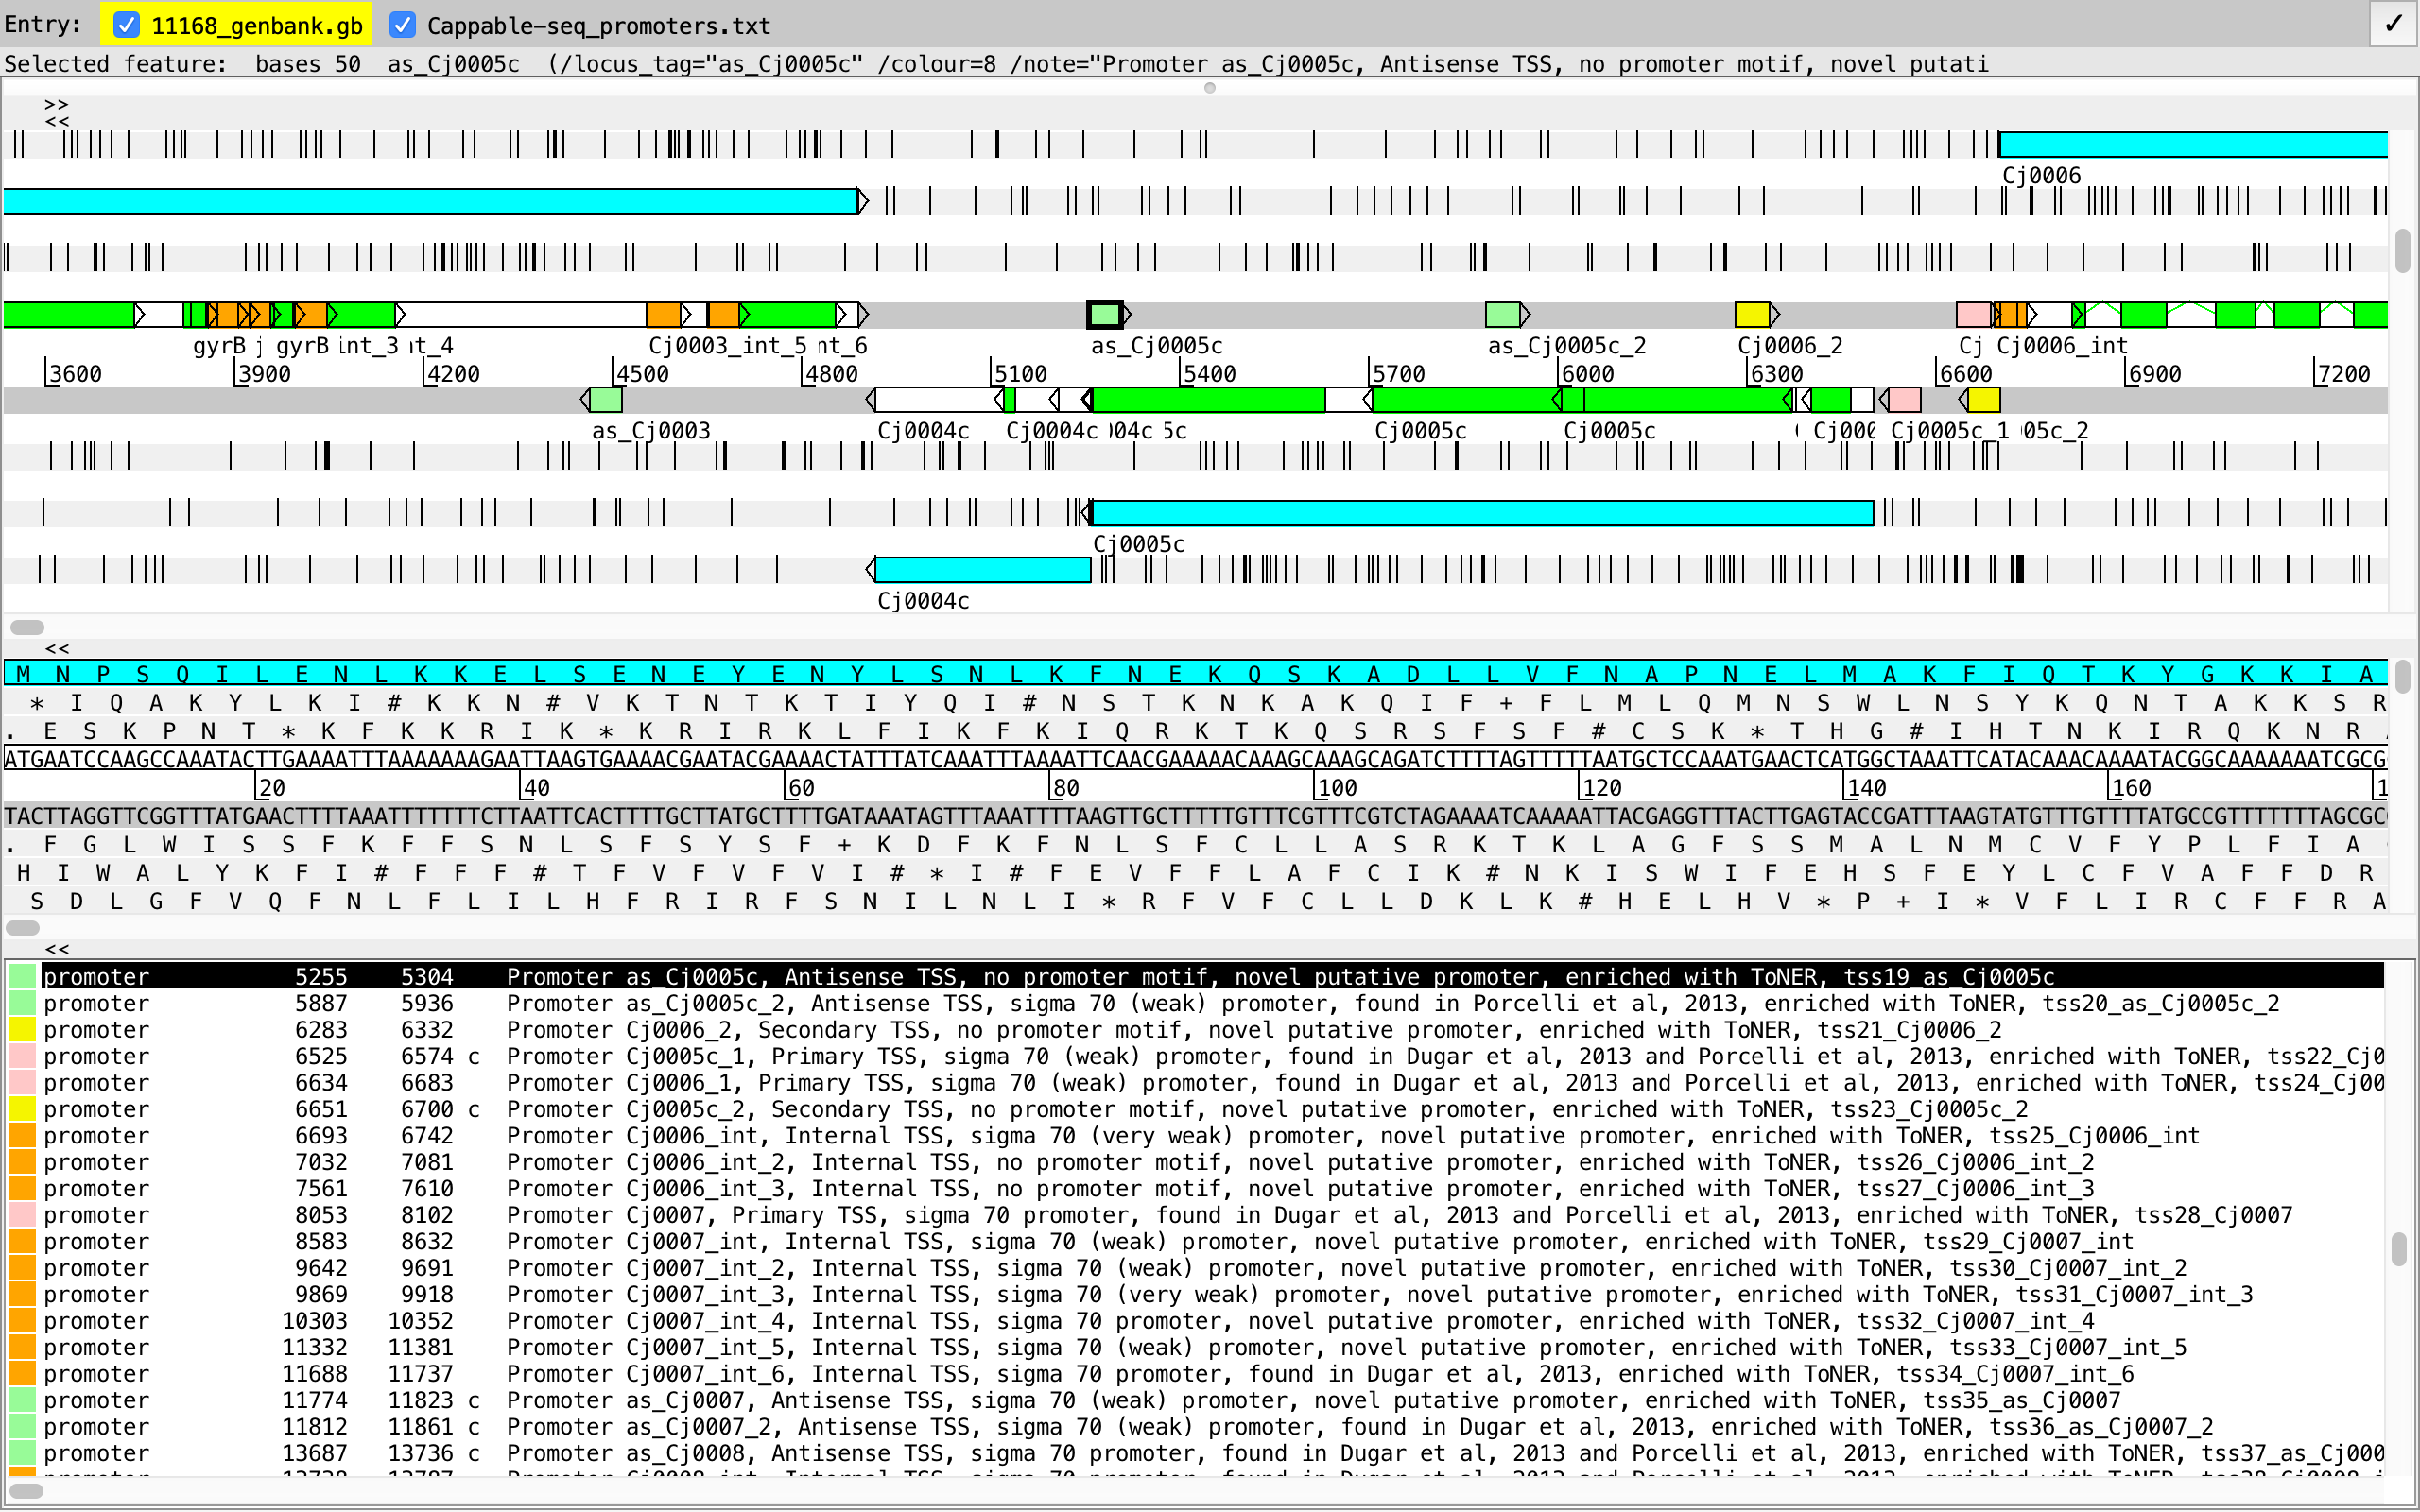 Entry: 11168_genbank.gb Cappable-seq_promoters.txt
Selected feature: bases 50 as_Cj0005c (/locus_tag="as_Cj0005c" /colour=8 /note="Promoter as_Cj0005c, Antisense TSS, no promoter motif, novel putati
>>
<<
Cj0006
gyrB j gyrB int_3 nt_4 Cj0003_int_5 nt_6 as_Cj0005c as_Cj0005c_2 Cj0006_2 Cj Cj0006_int
3600 3900 4200 4500 4800 5100 5400 5700 6000 6300 6600 6900 7200
as_Cj0003 Cj0004c Cj0004c 04c 5c Cj0005c Cj0005c Cj000 Cj0005c_1 05c_2
Cj0005c
Cj0004c
<<
M N P S Q I L E N L K K E L S E N E Y E N Y L S N L K F N E K Q S K A D L L V F N A P N E L M A K F I Q T K Y G K K I A
* I Q A K Y L K I # K K N # V K T N T K T I Y Q I # N S T K N K A K Q I F + F L M L Q M N S W L N S Y K Q N T A K K S R
. E S K P N T * K F K K R I K * K R I R K L F I K F K I Q R K T K Q S R S F S F # C S K * T H G # I H T N K I R Q K N R
ATGAATCCAAGCCAAATACTTGAAAATTTAAAAAAAGAATTAAGTGAAAACGAATACGAAAACTATTTATCAAATTTAAAATTCAACGAAAAACAAAGCAAAGCAGATCTTTTAGTTTTTAATGCTCCAAATGAACTCATGGCTAAATTCATACAAACAAAATACGGCAAAAAAATCGCG
20 40 60 80 100 120 140 160 1
TACTTAGGTTCGGTTTATGAACTTTTAAATTTTTTTCTTAATTCACTTTTGCTTATGCTTTTGATAAATAGTTTAAATTTTAAGTTGCTTTTTGTTTCGTTTCGTCTAGAAAATCAAAAATTACGAGGTTTACTTGAGTACCGATTTAAGTATGTTTGTTTTATGCCGTTTTTTTAGCGC
. F G L W I S S F K F F S N L S F S Y S F + K D F K F N L S F C L L A S R K T K L A G F S S M A L N M C V F Y P L F I A
H I W A L Y K F I # F F F # T F V F V F V I # * I # F E V F F L A F C I K # N K I S W I F E H S F E Y L C F V A F F D R
S D L G F V Q F N L F L I L H F R I R F S N I L N L I * R F V F C L L D K L K # H E L H V * P + I * V F L I R C F F R A
<<
promoter 5255 5304 Promoter as_Cj0005c, Antisense TSS, no promoter motif, novel putative promoter, enriched with ToNER, tss19_as_Cj0005c
promoter 5887 5936 Promoter as_Cj0005c_2, Antisense TSS, sigma 70 (weak) promoter, found in Porcelli et al, 2013, enriched with ToNER, tss20_as_Cj0005c_2
promoter 6283 6332 Promoter Cj0006_2, Secondary TSS, no promoter motif, novel putative promoter, enriched with ToNER, tss21_Cj0006_2
promoter 6525 6574 c Promoter Cj0005c_1, Primary TSS, sigma 70 (weak) promoter, found in Dugar et al, 2013 and Porcelli et al, 2013, enriched with ToNER, tss22_Cj0
promoter 6634 6683 Promoter Cj0006_1, Primary TSS, sigma 70 (weak) promoter, found in Dugar et al, 2013 and Porcelli et al, 2013, enriched with ToNER, tss24_Cj00
promoter 6651 6700 c Promoter Cj0005c_2, Secondary TSS, no promoter motif, novel putative promoter, enriched with ToNER, tss23_Cj0005c_2
promoter 6693 6742 Promoter Cj0006_int, Internal TSS, sigma 70 (very weak) promoter, novel putative promoter, enriched with ToNER, tss25_Cj0006_int
promoter 7032 7081 Promoter Cj0006_int_2, Internal TSS, no promoter motif, novel putative promoter, enriched with ToNER, tss26_Cj0006_int_2
promoter 7561 7610 Promoter Cj0006_int_3, Internal TSS, no promoter motif, novel putative promoter, enriched with ToNER, tss27_Cj0006_int_3
promoter 8053 8102 Promoter Cj0007, Primary TSS, sigma 70 promoter, found in Dugar et al, 2013 and Porcelli et al, 2013, enriched with ToNER, tss28_Cj0007
promoter 8583 8632 Promoter Cj0007_int, Internal TSS, sigma 70 (weak) promoter, novel putative promoter, enriched with ToNER, tss29_Cj0007_int
promoter 9642 9691 Promoter Cj0007_int_2, Internal TSS, sigma 70 (weak) promoter, novel putative promoter, enriched with ToNER, tss30_Cj0007_int_2
promoter 9869 9918 Promoter Cj0007_int_3, Internal TSS, sigma 70 (very weak) promoter, novel putative promoter, enriched with ToNER, tss31_Cj0007_int_3
promoter 10303 10352 Promoter Cj0007_int_4, Internal TSS, sigma 70 promoter, novel putative promoter, enriched with ToNER, tss32_Cj0007_int_4
promoter 11332 11381 Promoter Cj0007_int_5, Internal TSS, sigma 70 (weak) promoter, novel putative promoter, enriched with ToNER, tss33_Cj0007_int_5
promoter 11688 11737 Promoter Cj0007_int_6, Internal TSS, sigma 70 promoter, found in Dugar et al, 2013, enriched with ToNER, tss34_Cj0007_int_6
promoter 11774 11823 c Promoter as_Cj0007, Antisense TSS, sigma 70 (weak) promoter, novel putative promoter, enriched with ToNER, tss35_as_Cj0007
promoter 11812 11861 c Promoter as_Cj0007_2, Antisense TSS, sigma 70 (weak) promoter, found in Dugar et al, 2013, enriched with ToNER, tss36_as_Cj0007_2
promoter 13687 13736 c Promoter as_Cj0008, Antisense TSS, sigma 70 promoter, found in Dugar et al, 2013 and Porcelli et al, 2013, enriched with ToNER, tss37_as_Cj000